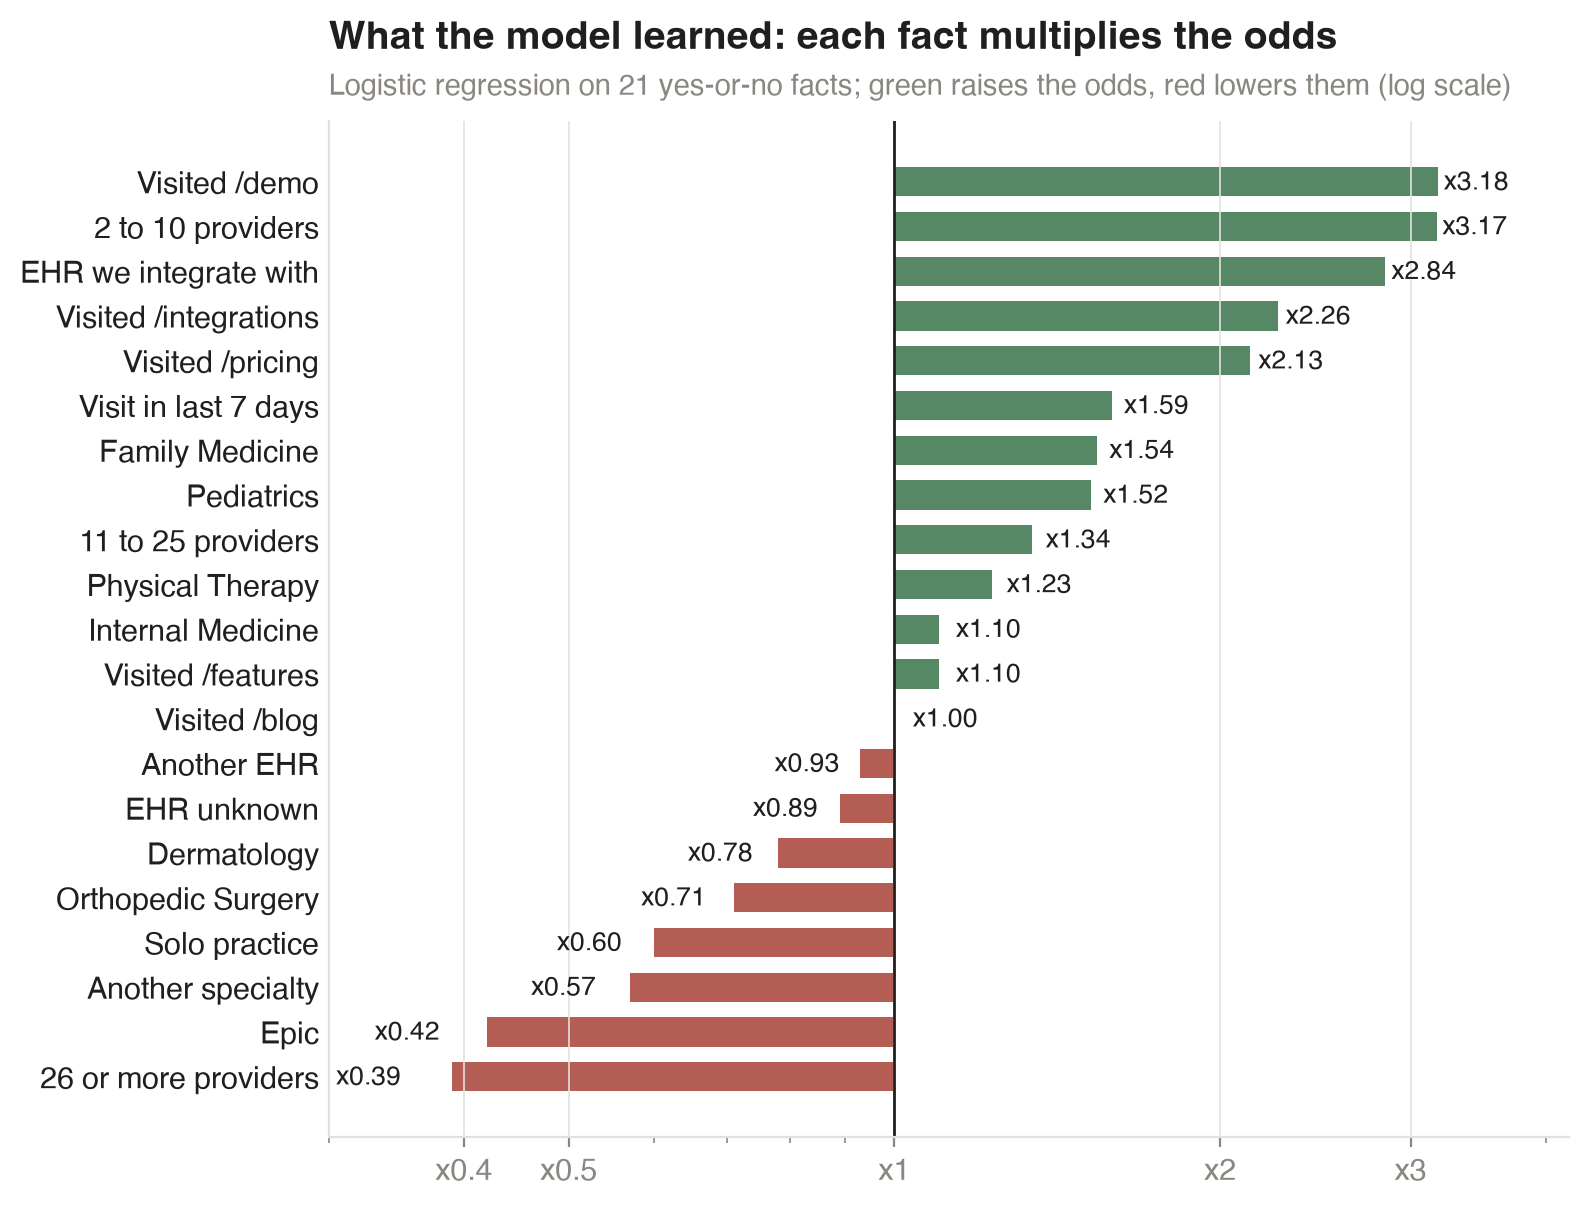 What the model learned: each fact multiplies the odds
Logistic regression on 21 yes-or-no facts; green raises the odds, red lowers them (log scale)
Visited /demo x3.18
2 to 10 providers x3.17
EHR we integrate with x2.84
Visited /integrations x2.26
Visited /pricing x2.13
Visit in last 7 days x1.59
Family Medicine x1.54
Pediatrics x1.52
11 to 25 providers x1.34
Physical Therapy x1.23
Internal Medicine x1.10
Visited /features x1.10
Visited /blog x1.00
Another EHR x0.93
EHR unknown x0.89
Dermatology x0.78
Orthopedic Surgery x0.71
Solo practice x0.60
Another specialty x0.57
Epic x0.42
26 or more providers x0.39
x0.4 x0.5 x1 x2 x3